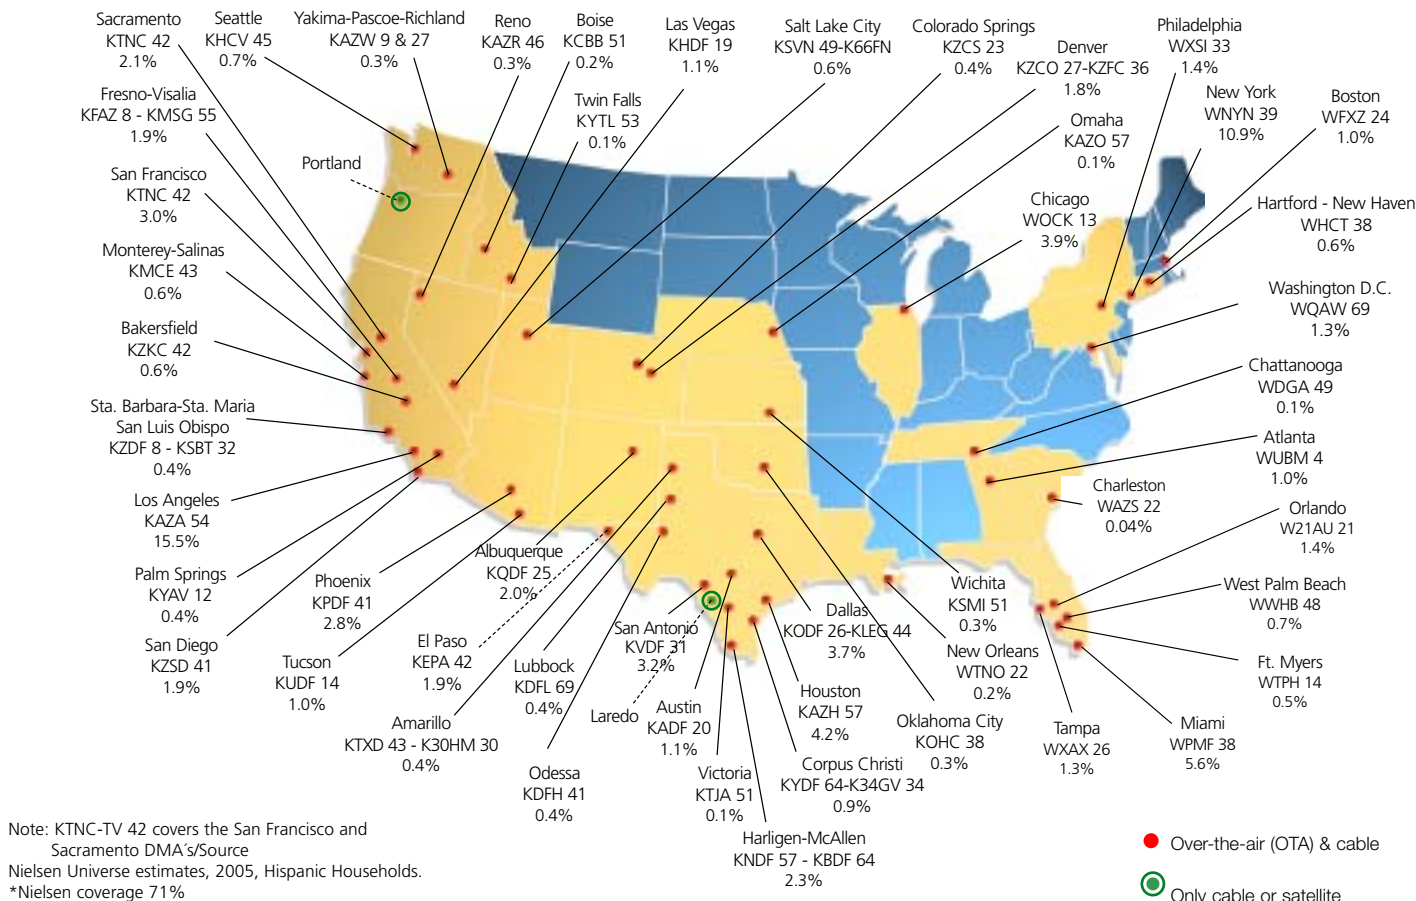 Sacramento
KTNC 42
2.1%
Seattle
KHCV 45
0.7%
Yakima-Pascoe-Richland
KAZW 9 & 27
0.3%
Reno
KAZR 46
0.3%
Boise
KCBB 51
0.2%
Las Vegas
KHDF 19
1.1%
Salt Lake City
KSVN 49-K66FN
0.6%
Colorado Springs
KZCS 23
0.4%
Denver
KZCO 27-KZFC 36
1.8%
Philadelphia
WXSI 33
1.4%
New York
WNYN 39
10.9%
Boston
WFXZ 24
1.0%
Fresno-Visalia
KFAZ 8 - KMSG 55
1.9%
Twin Falls
KYTL 53
0.1%
Omaha
KAZO 57
0.1%
Portland
San Francisco
KTNC 42
3.0%
Chicago
WOCK 13
3.9%
Hartford - New Haven
WHCT 38
0.6%
Monterey-Salinas
KMCE 43
0.6%
Washington D.C.
WQAW 69
1.3%
Bakersfield
KZKC 42
0.6%
Chattanooga
WDGA 49
0.1%
Sta. Barbara-Sta. Maria
San Luis Obispo
KZDF 8 - KSBT 32
0.4%
Atlanta
WUBM 4
1.0%
Los Angeles
KAZA 54
15.5%
Charleston
WAZS 22
0.04%
Orlando
W21AU 21
1.4%
Palm Springs
KYAV 12
0.4%
Phoenix
KPDF 41
2.8%
Albuquerque
KQDF 25
2.0%
Wichita
KSMI 51
0.3%
West Palm Beach
WWHB 48
0.7%
San Diego
KZSD 41
1.9%
Tucson
KUDF 14
1.0%
El Paso
KEPA 42
1.9%
San Antonio
KVDF 31
3.2%
Dallas
KODF 26-KLEG 44
3.7%
New Orleans
WTNO 22
0.2%
Ft. Myers
WTPH 14
0.5%
Lubbock
KDFL 69
0.4%
Laredo
Austin
KADF 20
1.1%
Houston
KAZH 57
4.2%
Oklahoma City
KOHC 38
0.3%
Tampa
WXAX 26
1.3%
Miami
WPMF 38
5.6%
Amarillo
KTXD 43 - K30HM 30
0.4%
Odessa
KDFH 41
0.4%
Victoria
KTJA 51
0.1%
Corpus Christi
KYDF 64-K34GV 34
0.9%
Harligen-McAllen
KNDF 57 - KBDF 64
2.3%
Note: KTNC-TV 42 covers the San Francisco and
Sacramento DMA´s/Source
Nielsen Universe estimates, 2005, Hispanic Households.
*Nielsen coverage 71%
Over-the-air (OTA) & cable
Only cable or satellite